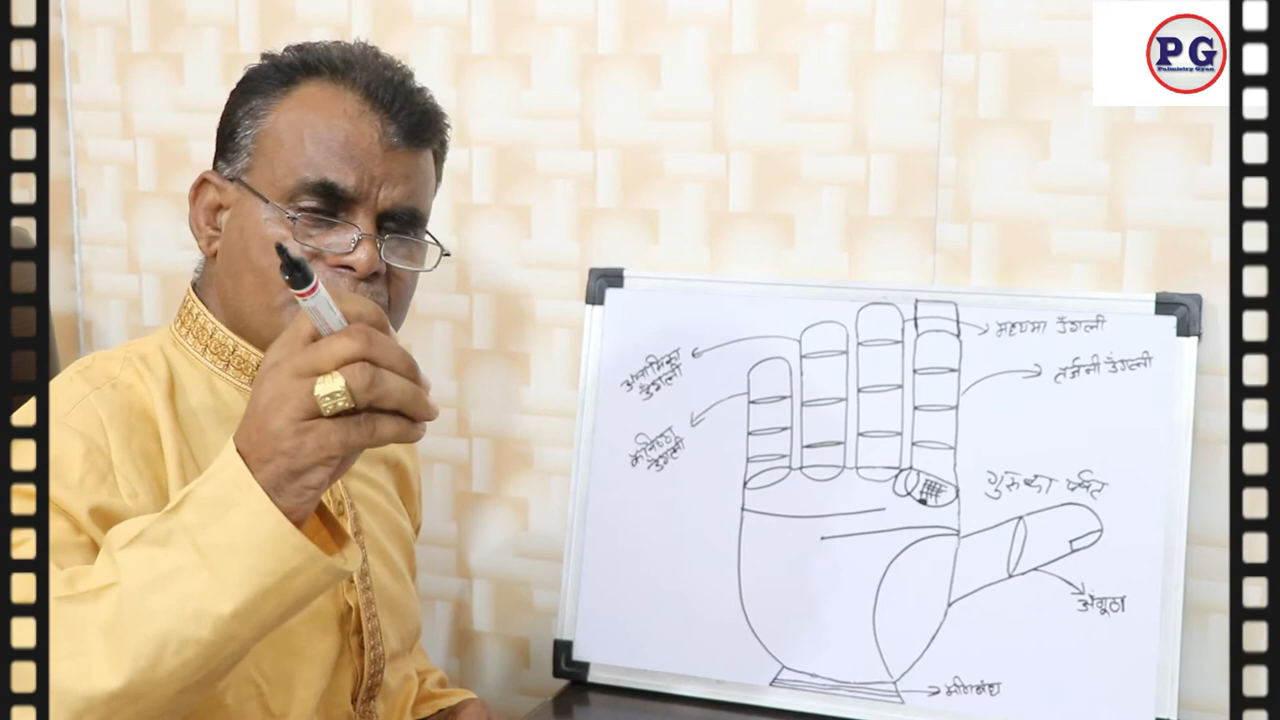 PG
Palmistry Gyan
मध्यमा उँगली
अनामिका
उँगली
तर्जनी उँगली
कनिष्ठा
उँगली
गुरु का पर्वत
अँगूठा
मणिबंध